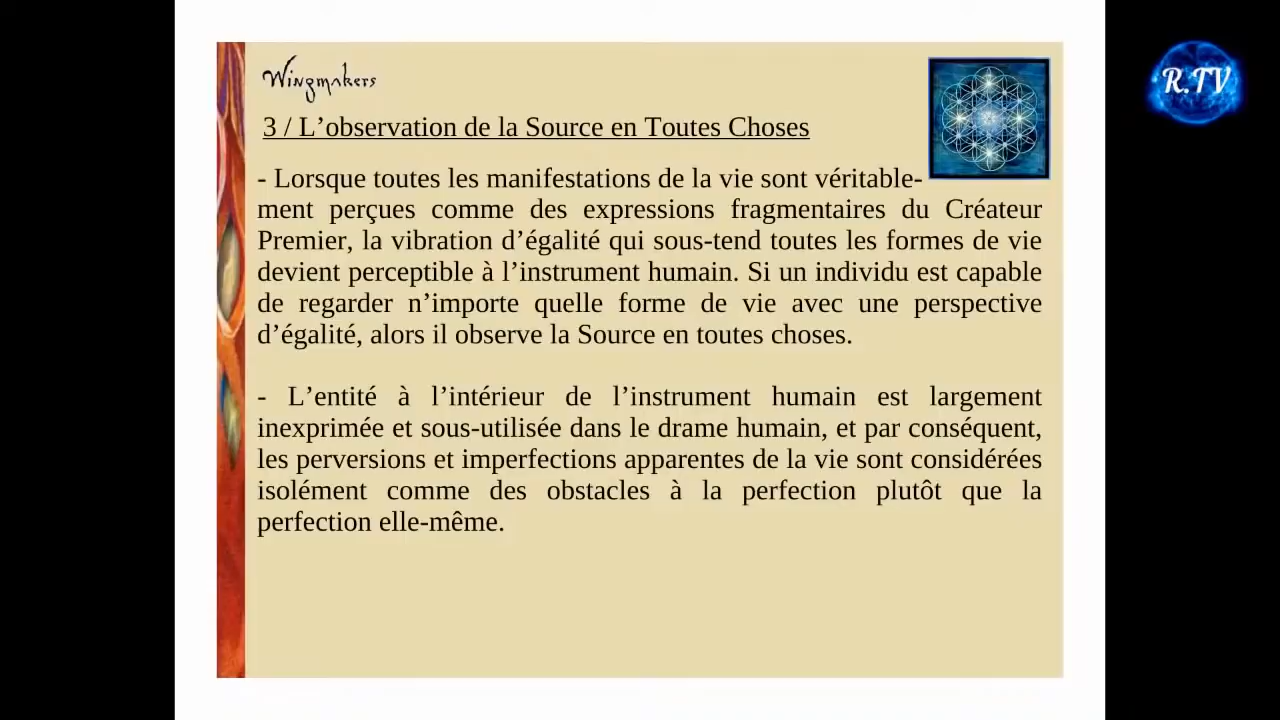 Wingmakers
R.TV
3 / L’observation de la Source en Toutes Choses
- Lorsque toutes les manifestations de la vie sont véritable-
ment perçues comme des expressions fragmentaires du Créateur
Premier, la vibration d’égalité qui sous-tend toutes les formes de vie
devient perceptible à l’instrument humain. Si un individu est capable
de regarder n’importe quelle forme de vie avec une perspective
d’égalité, alors il observe la Source en toutes choses.
- L’entité à l’intérieur de l’instrument humain est largement
inexprimée et sous-utilisée dans le drame humain, et par conséquent,
les perversions et imperfections apparentes de la vie sont considérées
isolément comme des obstacles à la perfection plutôt que la
perfection elle-même.